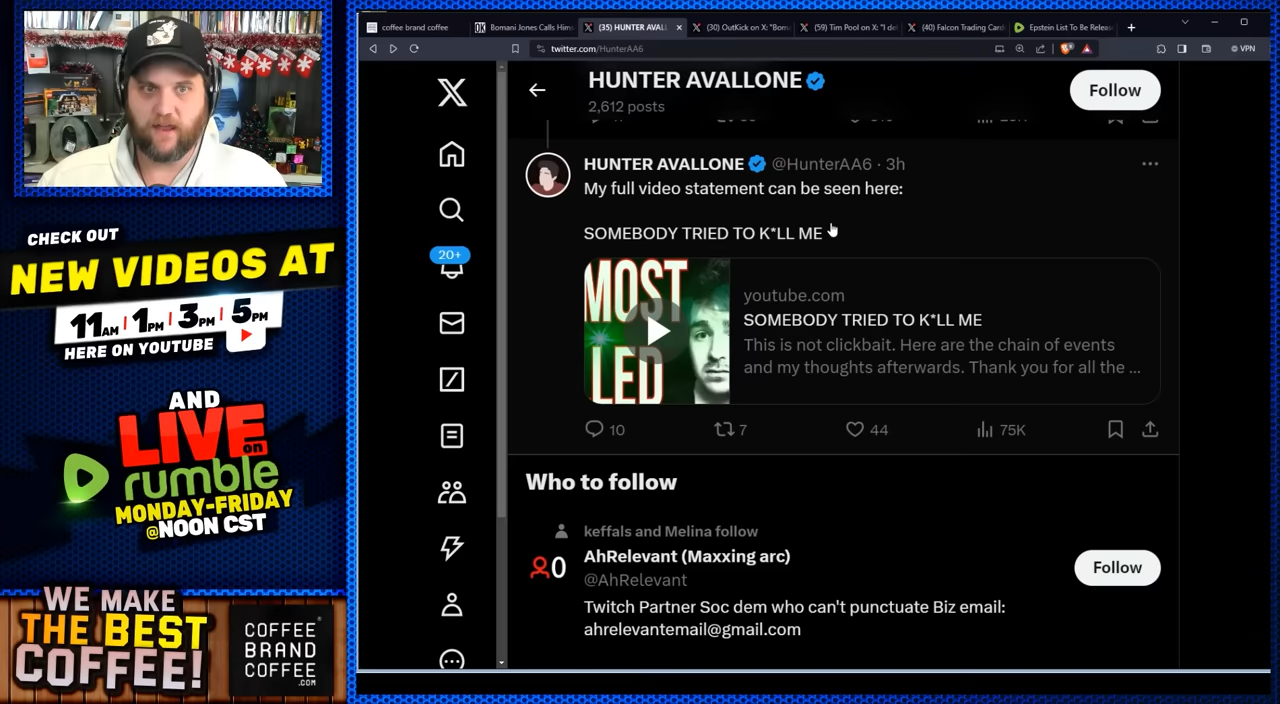 coffee brand coffee
Bomani Jones Calls Him
(35) HUNTER AVALL
(30) OutKick on X: "Bom
(59) Tim Pool on X: "I de
(40) Falcon Trading Card
Epstein List To Be Releas
twitter.com/HunterAA6
VPN
HUNTER AVALLONE
2,612 posts
Follow
HUNTER AVALLONE @HunterAA6 · 3h
My full video statement can be seen here:
SOMEBODY TRIED TO K*LL ME
MOST
LED
youtube.com
SOMEBODY TRIED TO K*LL ME
This is not clickbait. Here are the chain of events
and my thoughts afterwards. Thank you for all the ...
10
7
44
75K
20+
Who to follow
keffals and Melina follow
AhRelevant (Maxxing arc)
@AhRelevant
Follow
Twitch Partner Soc dem who can't punctuate Biz email:
ahrelevantemail@gmail.com
CHECK OUT
NEW VIDEOS AT
11AM | 1PM | 3PM | 5PM
HERE ON YOUTUBE
AND
LIVE on
rumble
MONDAY-FRIDAY
@NOON CST
WE MAKE
THE BEST
COFFEE!
COFFEE
BRAND
COFFEE
.COM